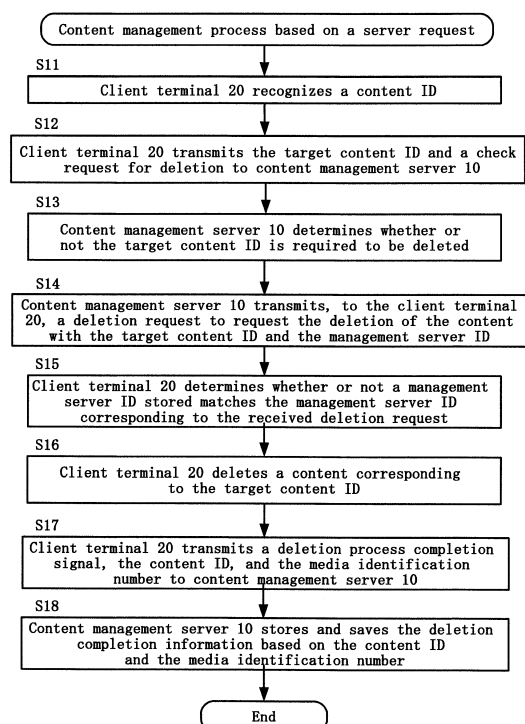 Content management process based on a server request
S11
Client terminal 20 recognizes a content ID
S12
Client terminal 20 transmits the target content ID and a check
request for deletion to content management server 10
S13
Content management server 10 determines whether or
not the target content ID is required to be deleted
S14
Content management server 10 transmits, to the client terminal
20, a deletion request to request the deletion of the content
with the target content ID and the management server ID
S15
Client terminal 20 determines whether or not a management
server ID stored matches the management server ID
corresponding to the received deletion request
S16
Client terminal 20 deletes a content corresponding
to the target content ID
S17
Client terminal 20 transmits a deletion process completion
signal, the content ID, and the media identification
number to content management server 10
S18
Content management server 10 stores and saves the deletion
completion information based on the content ID
and the media identification number
End